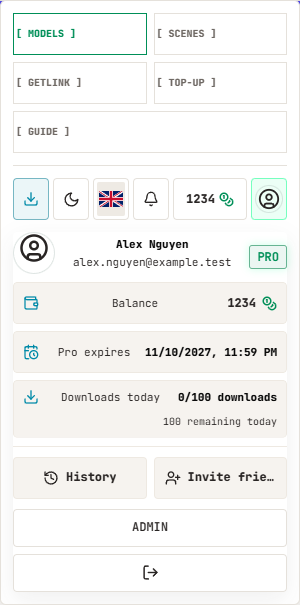 [ MODELS ]
[ SCENES ]
[ GETLINK ]
[ TOP-UP ]
[ GUIDE ]
1234
Alex Nguyen
alex.nguyen@example.test
PRO
Balance 1234
Pro expires 11/10/2027, 11:59 PM
Downloads today 0/100 downloads
100 remaining today
History
Invite frie…
ADMIN